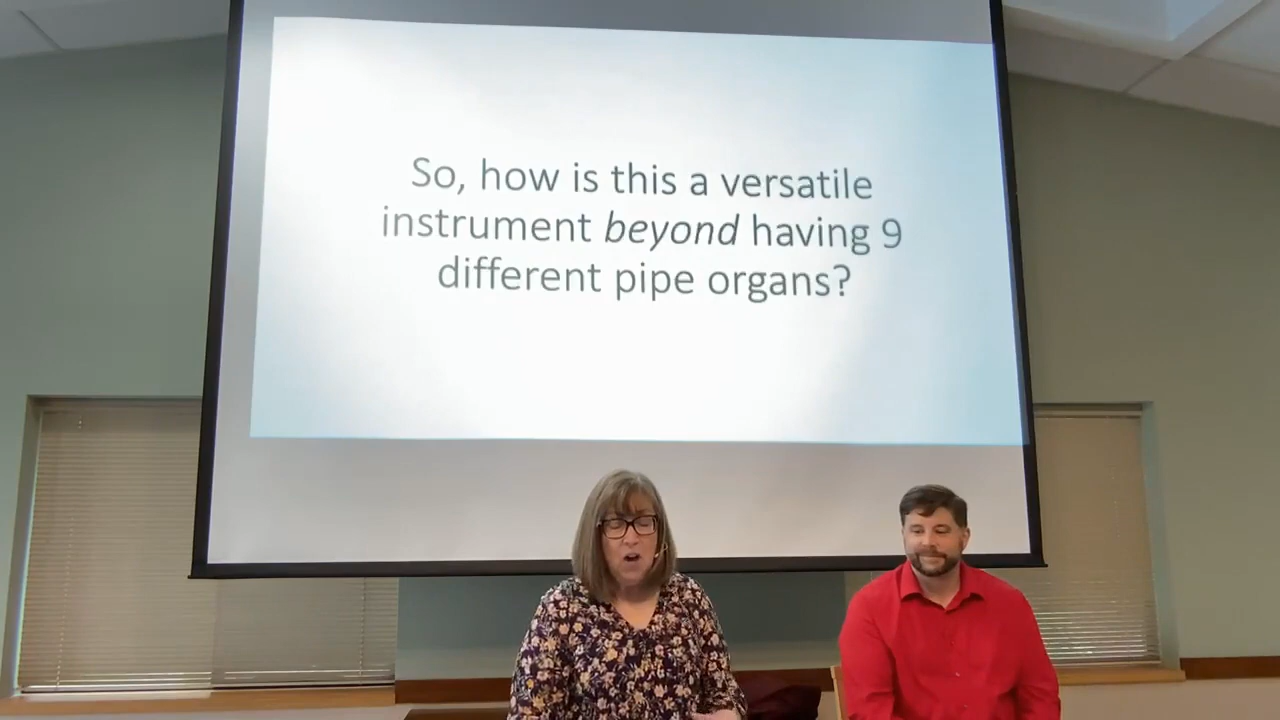 So, how is this a versatile
instrument beyond having 9
different pipe organs?